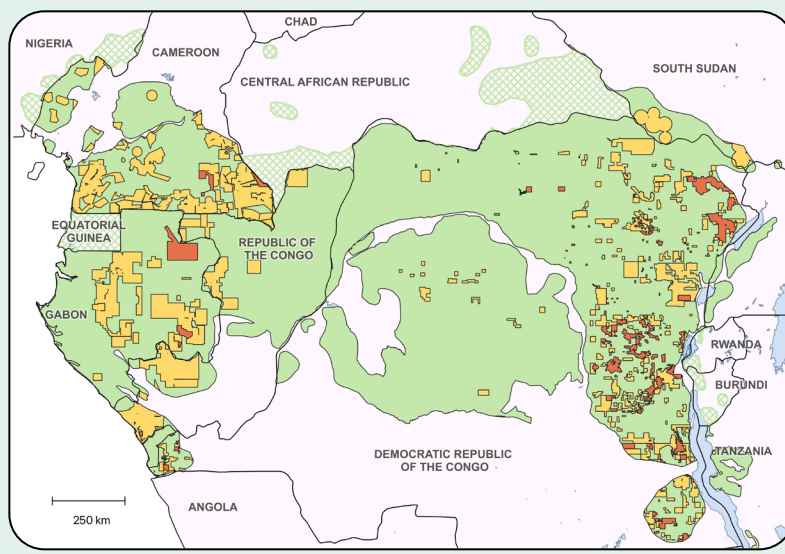 CHAD
NIGERIA
CAMEROON
SOUTH SUDAN
CENTRAL AFRICAN REPUBLIC
EQUATORIAL
GUINEA
REPUBLIC OF
THE CONGO
GABON
RWANDA
BURUNDI
DEMOCRATIC REPUBLIC
OF THE CONGO
TANZANIA
ANGOLA
250 km